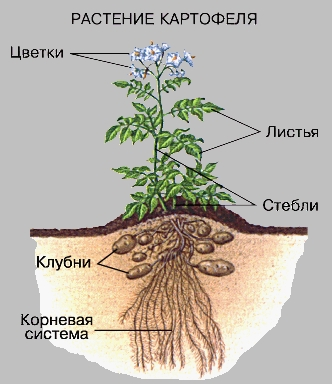 РАСТЕНИЕ КАРТОФЕЛЯ
Цветки
Листья
Стебли
Клубни
Корневая
система